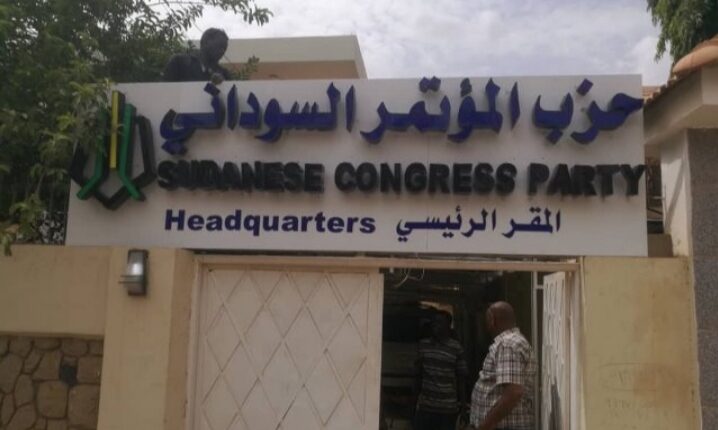 حزب المؤتمر السوداني
SUDANESE CONGRESS PARTY
Headquarters المقر الرئيسي